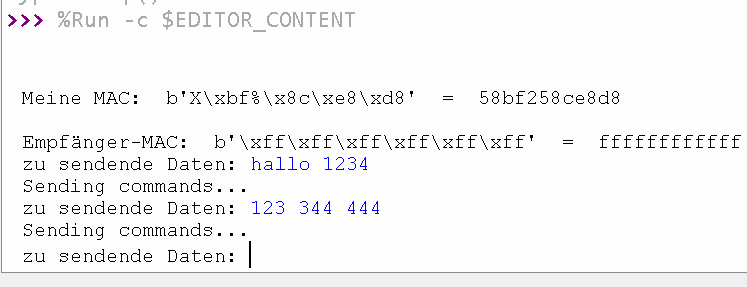 >>> %Run -c $EDITOR_CONTENT
Meine MAC:  b'X\xbf%\x8c\xe8\xd8'  =  58bf258ce8d8
Empfänger-MAC:  b'\xff\xff\xff\xff\xff\xff'  =  ffffffffffff
zu sendende Daten: hallo 1234
Sending commands...
zu sendende Daten: 123 344 444
Sending commands...
zu sendende Daten: